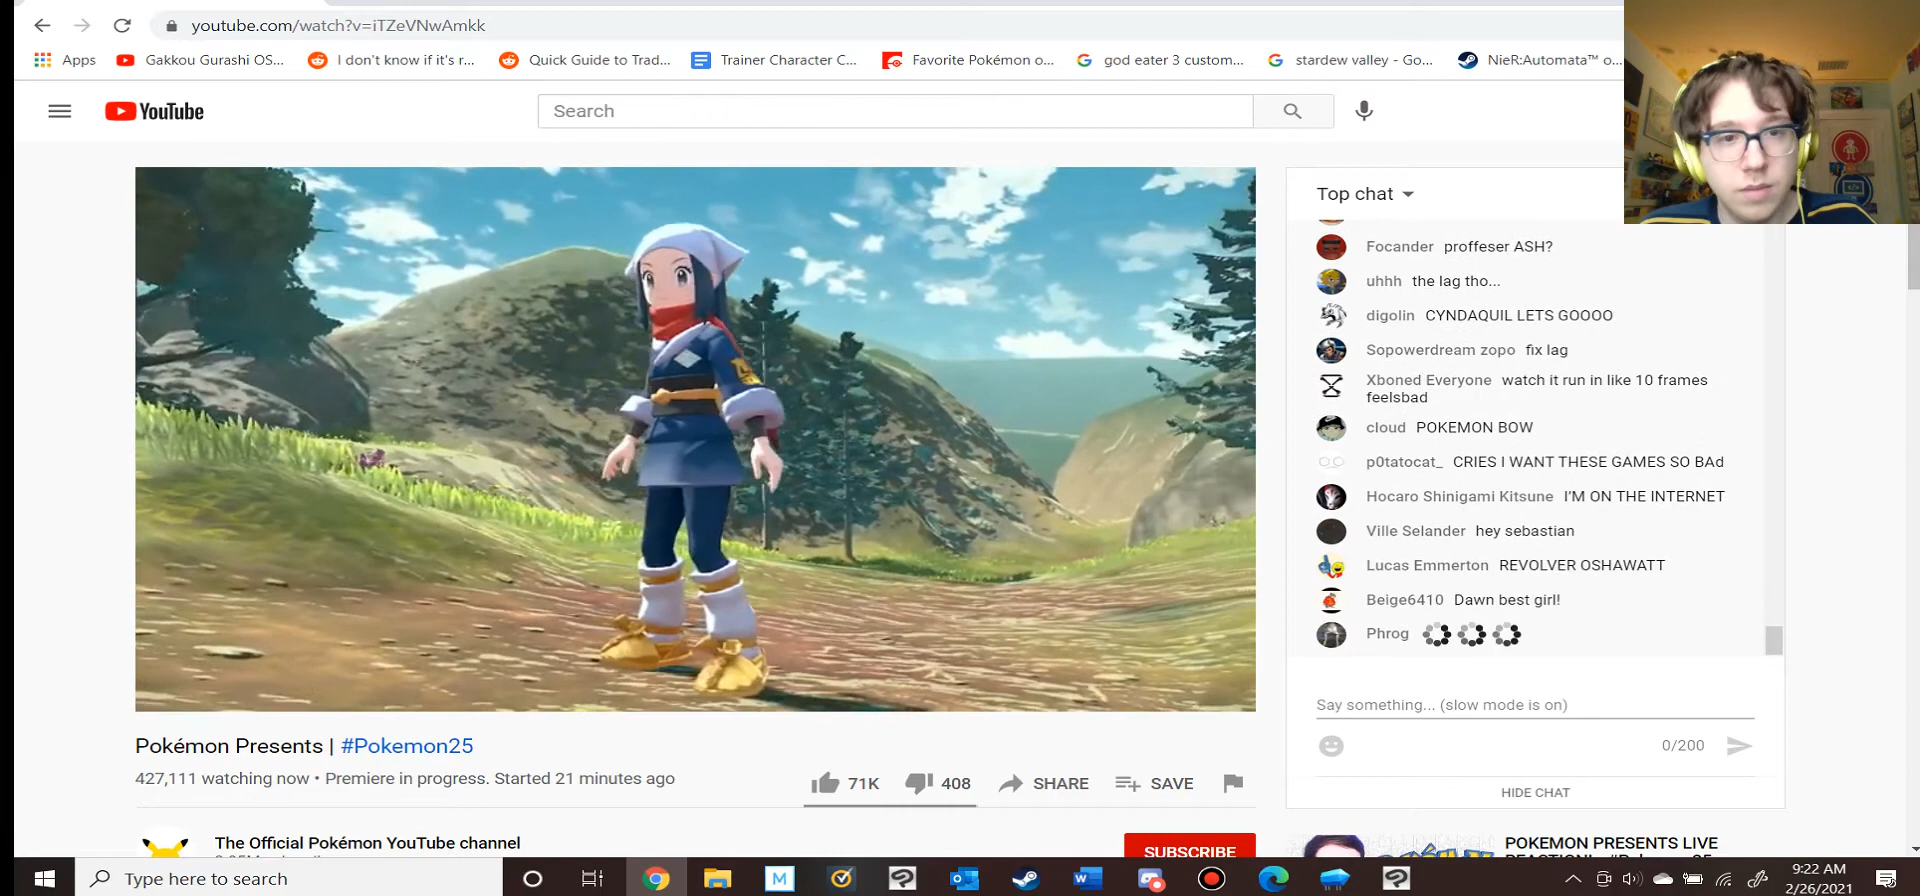 youtube.com/watch?v=iTZeVNwAmkk
Apps Gakkou Gurashi OS... I don't know if it's r... Quick Guide to Trad... Trainer Character C... Favorite Pokémon o... god eater 3 custom... stardew valley - Go... NieR:Automata™ o...
YouTube
Search
Top chat
Focander proffeser ASH?
uhhh the lag tho...
digolin CYNDAQUIL LETS GOOOO
Sopowerdream zopo fix lag
Xboned Everyone watch it run in like 10 frames
feelsbad
cloud POKEMON BOW
p0tatocat_ CRIES I WANT THESE GAMES SO BAd
Hocaro Shinigami Kitsune I'M ON THE INTERNET
Ville Selander hey sebastian
Lucas Emmerton REVOLVER OSHAWATT
Beige6410 Dawn best girl!
Phrog
Say something... (slow mode is on)
0/200
HIDE CHAT
Pokémon Presents | #Pokemon25
427,111 watching now • Premiere in progress. Started 21 minutes ago
71K 408 SHARE SAVE
The Official Pokémon YouTube channel
SUBSCRIBE
POKEMON PRESENTS LIVE
Type here to search
9:22 AM
2/26/2021